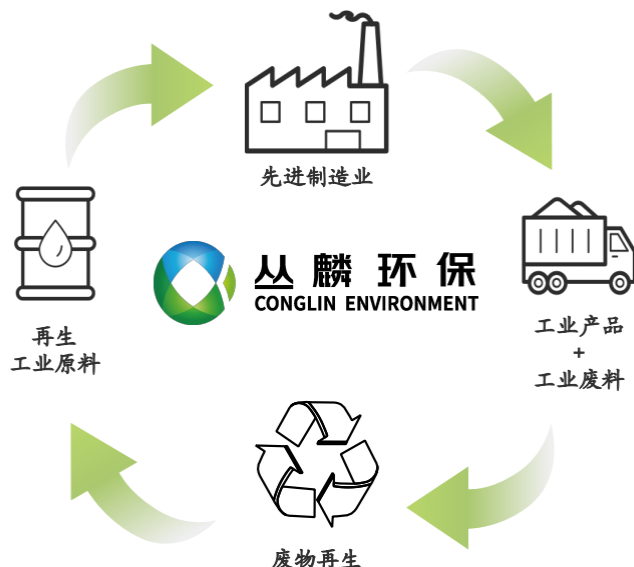 先进制造业
丛麟环保
CONGLIN ENVIRONMENT
工业产品
+
工业废料
再生
工业原料
废物再生